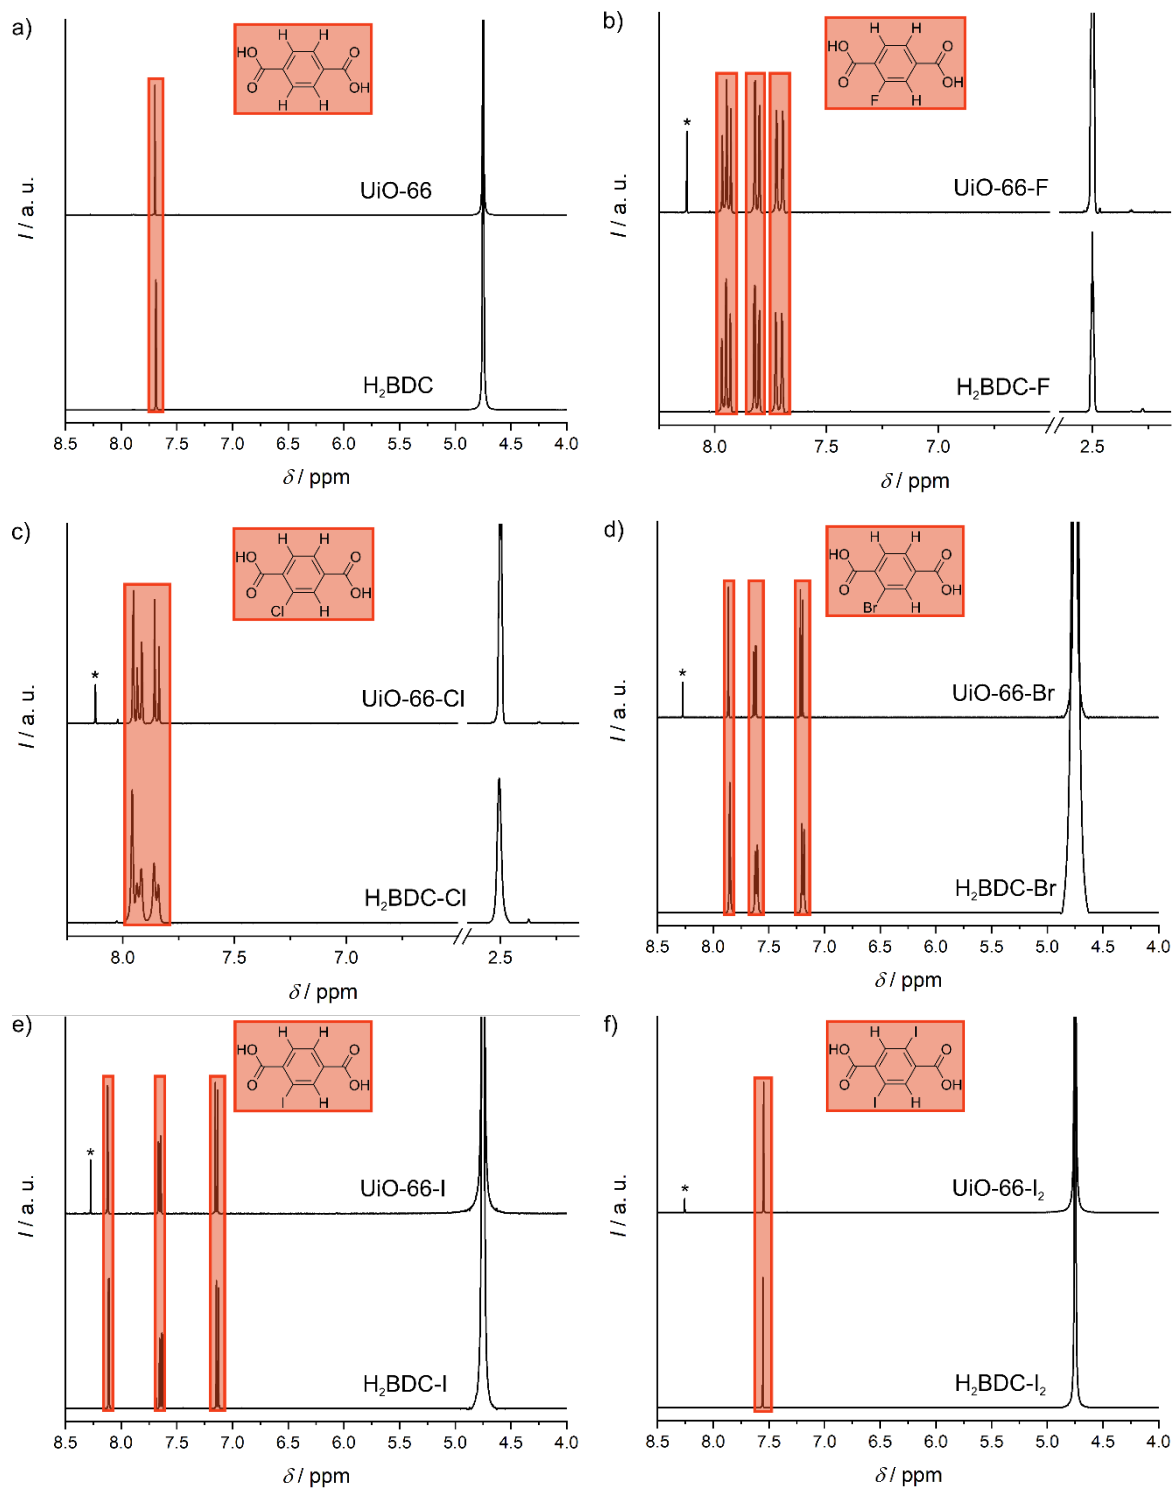 a)
H H
HO O
O OH
H H
UiO-66
H₂BDC
I / a. u.
8.5 8.0 7.5 7.0 6.5 6.0 5.5 5.0 4.5 4.0
δ / ppm
b)
H H
HO O
O OH
F H
*
UiO-66-F
H₂BDC-F
I / a. u.
8.0 7.5 7.0 2.5
δ / ppm
c)
H H
HO O
O OH
Cl H
*
UiO-66-Cl
H₂BDC-Cl
I / a. u.
8.0 7.5 7.0 2.5
δ / ppm
d)
H H
HO O
O OH
Br H
*
UiO-66-Br
H₂BDC-Br
I / a. u.
8.5 8.0 7.5 7.0 6.5 6.0 5.5 5.0 4.5 4.0
δ / ppm
e)
H H
HO O
O OH
I H
*
UiO-66-I
H₂BDC-I
I / a. u.
8.5 8.0 7.5 7.0 6.5 6.0 5.5 5.0 4.5 4.0
δ / ppm
f)
H I
HO O
O OH
I H
*
UiO-66-I₂
H₂BDC-I₂
I / a. u.
8.5 8.0 7.5 7.0 6.5 6.0 5.5 5.0 4.5 4.0
δ / ppm